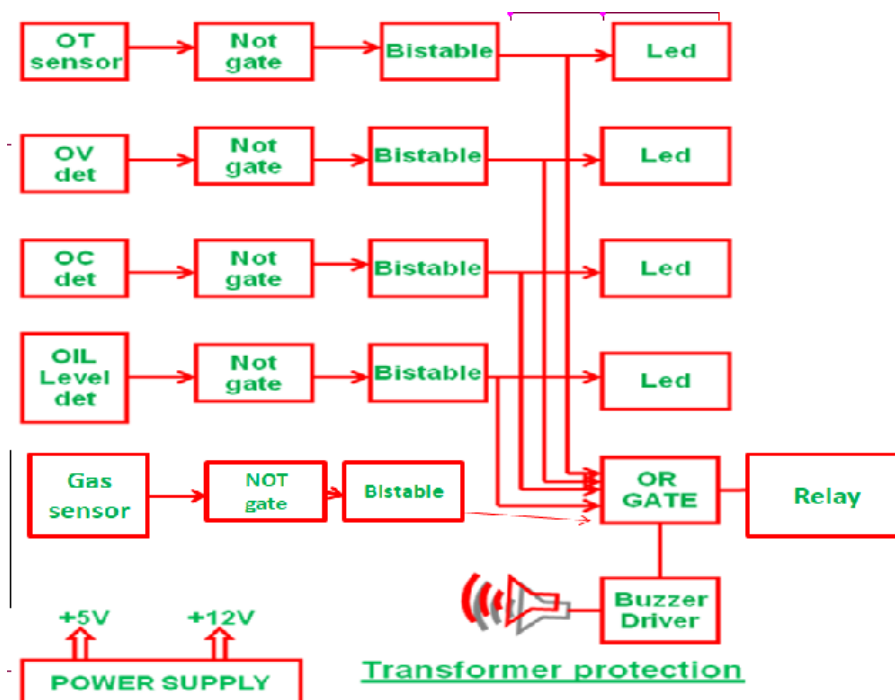 OT
sensor
Not
gate
Bistable
Led
OV
det
Not
gate
Bistable
Led
OC
det
Not
gate
Bistable
Led
OIL
Level
det
Not
gate
Bistable
Led
Gas
sensor
NOT
gate
Bistable
OR
GATE
Relay
+5V
+12V
Buzzer
Driver
POWER SUPPLY
Transformer protection